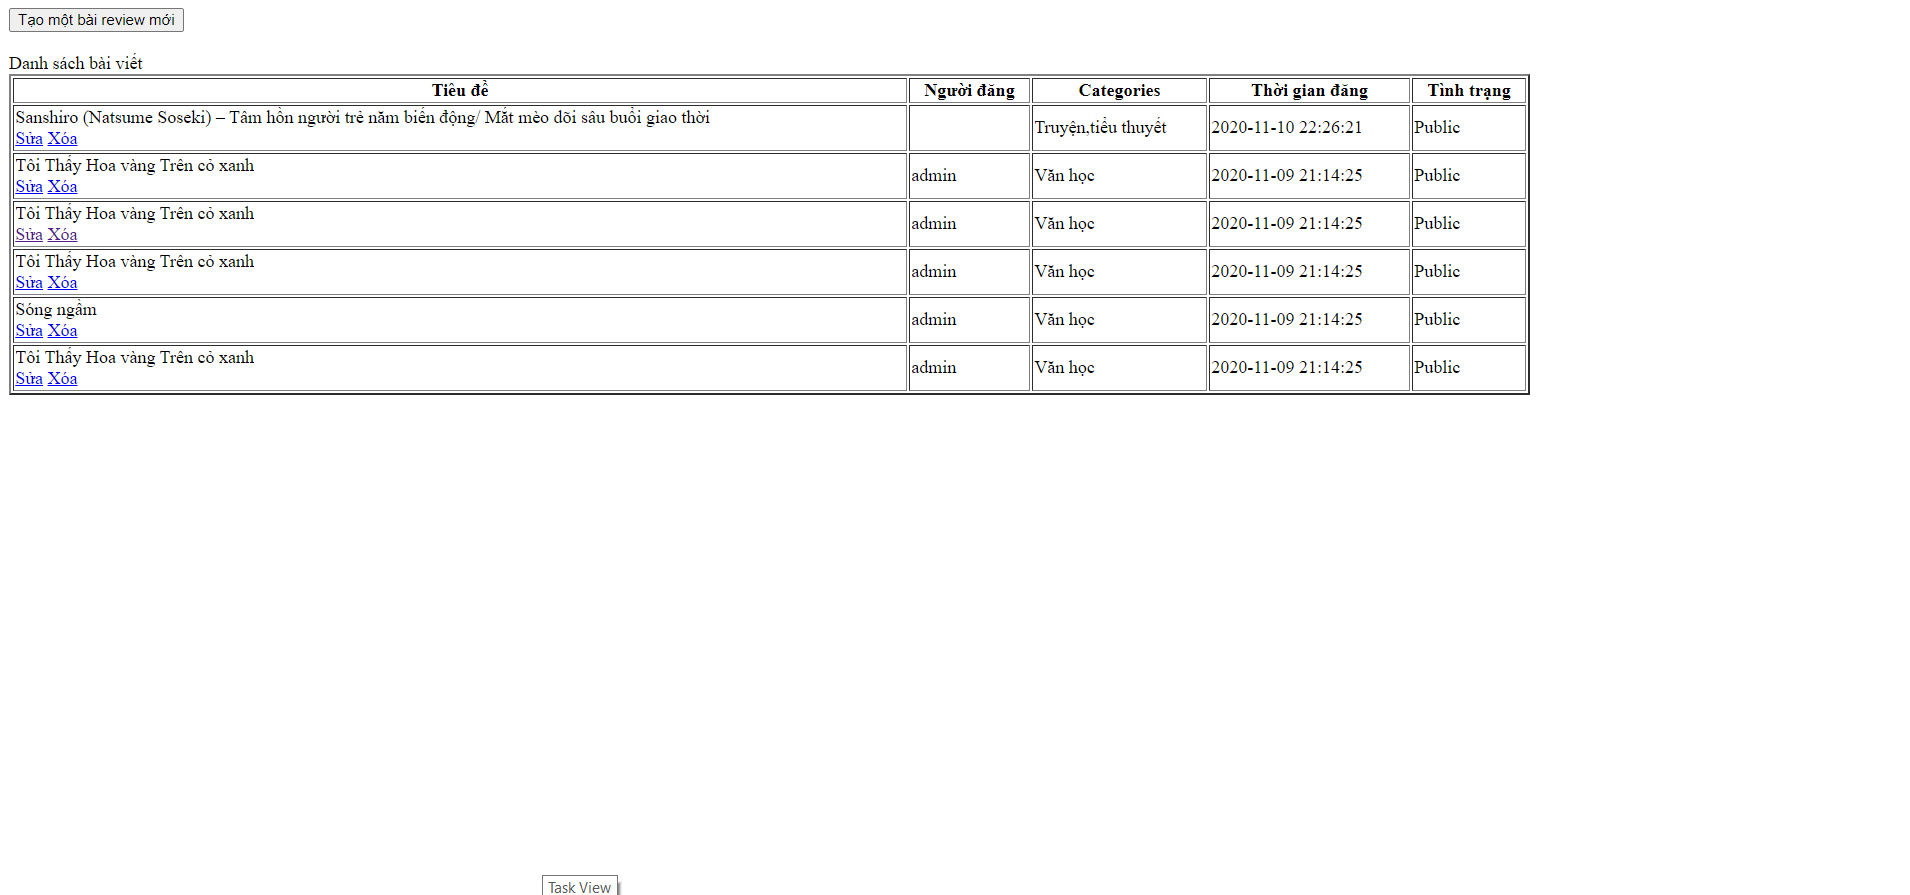 Tạo một bài review mới
Danh sách bài viết
Tiêu đề Người đăng Categories Thời gian đăng Tình trạng
Sanshiro (Natsume Soseki) – Tâm hồn người trẻ năm biến động/ Mắt mèo dõi sâu buổi giao thời
Sửa Xóa
Truyện,tiểu thuyết 2020-11-10 22:26:21 Public
Tôi Thấy Hoa vàng Trên cỏ xanh
Sửa Xóa
admin Văn học 2020-11-09 21:14:25 Public
Tôi Thấy Hoa vàng Trên cỏ xanh
Sửa Xóa
admin Văn học 2020-11-09 21:14:25 Public
Tôi Thấy Hoa vàng Trên cỏ xanh
Sửa Xóa
admin Văn học 2020-11-09 21:14:25 Public
Sóng ngầm
Sửa Xóa
admin Văn học 2020-11-09 21:14:25 Public
Tôi Thấy Hoa vàng Trên cỏ xanh
Sửa Xóa
admin Văn học 2020-11-09 21:14:25 Public
Task View